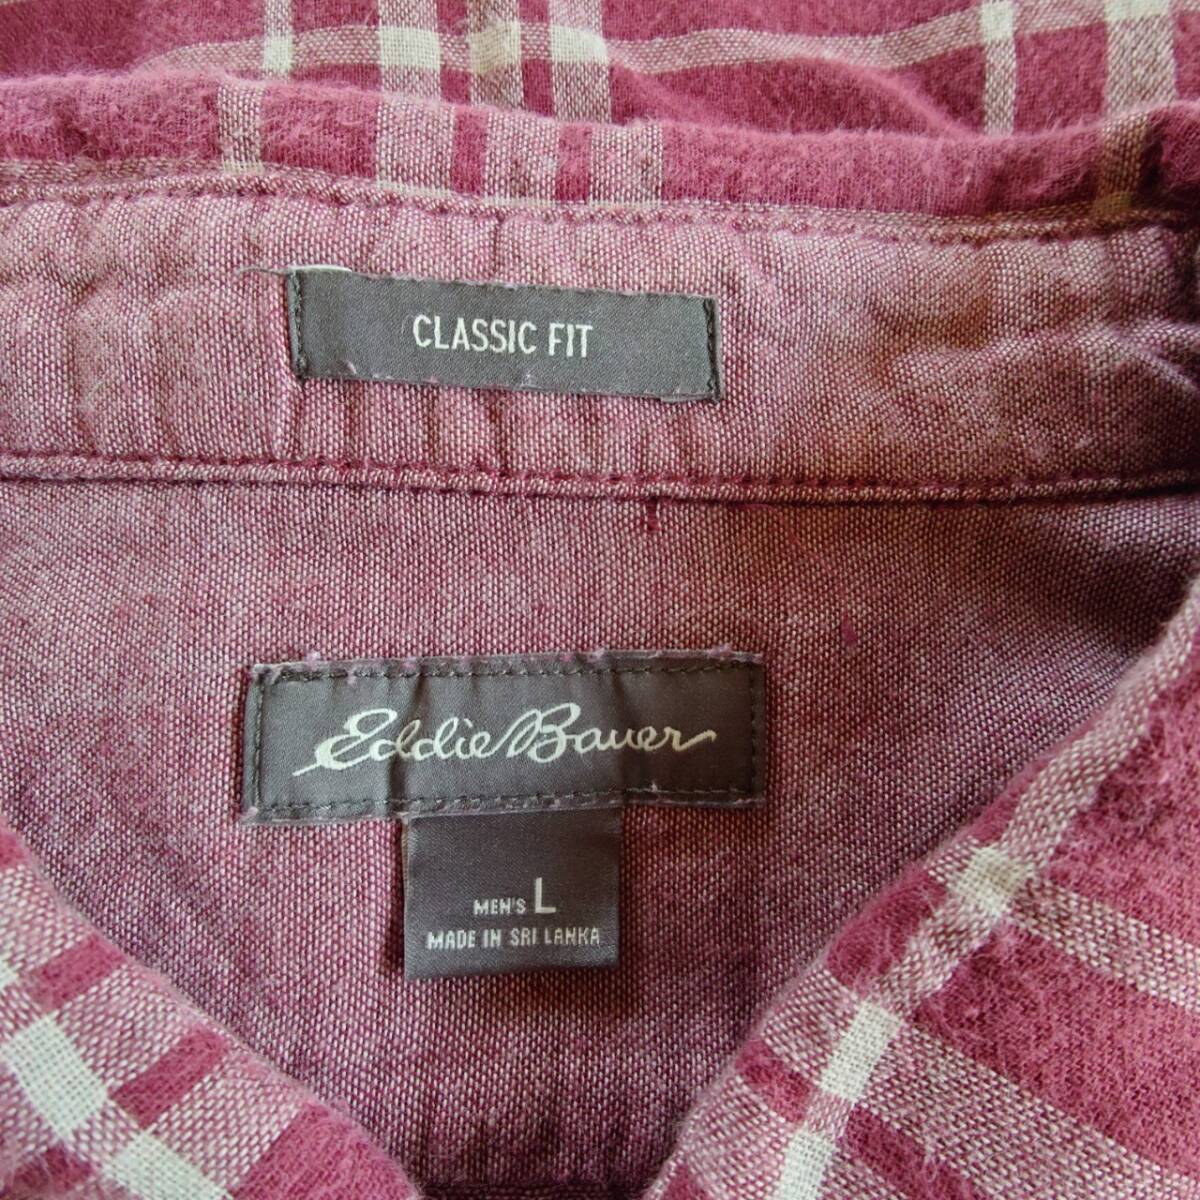 CLASSIC FIT
Eddie Bauer
MEN'S L
MADE IN SRI LANKA